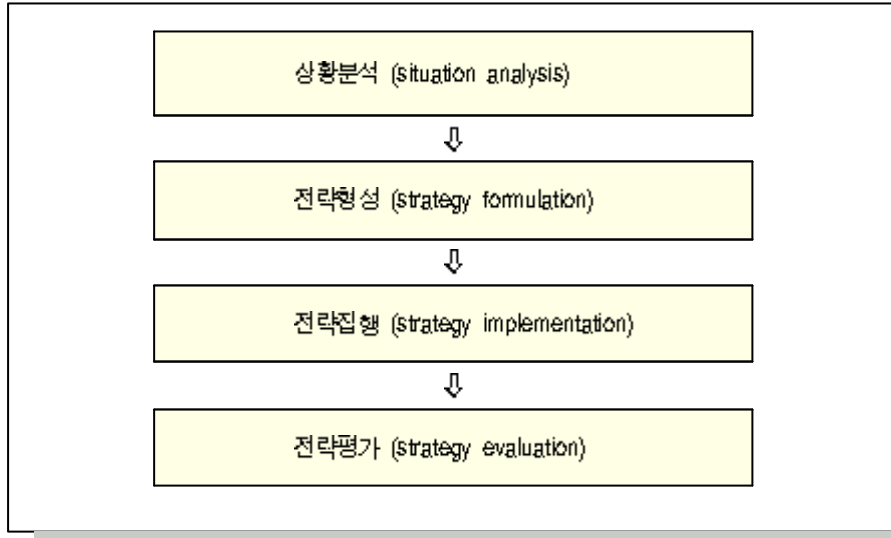 상황분석 (situation analysis)
전략형성 (strategy formulation)
전략집행 (strategy implementation)
전략평가 (strategy evaluation)